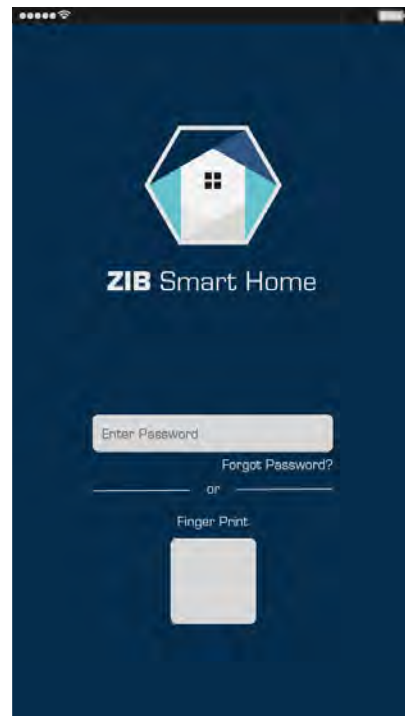 ZIB Smart Home
Enter Password
Forgot Password?
or
Finger Print